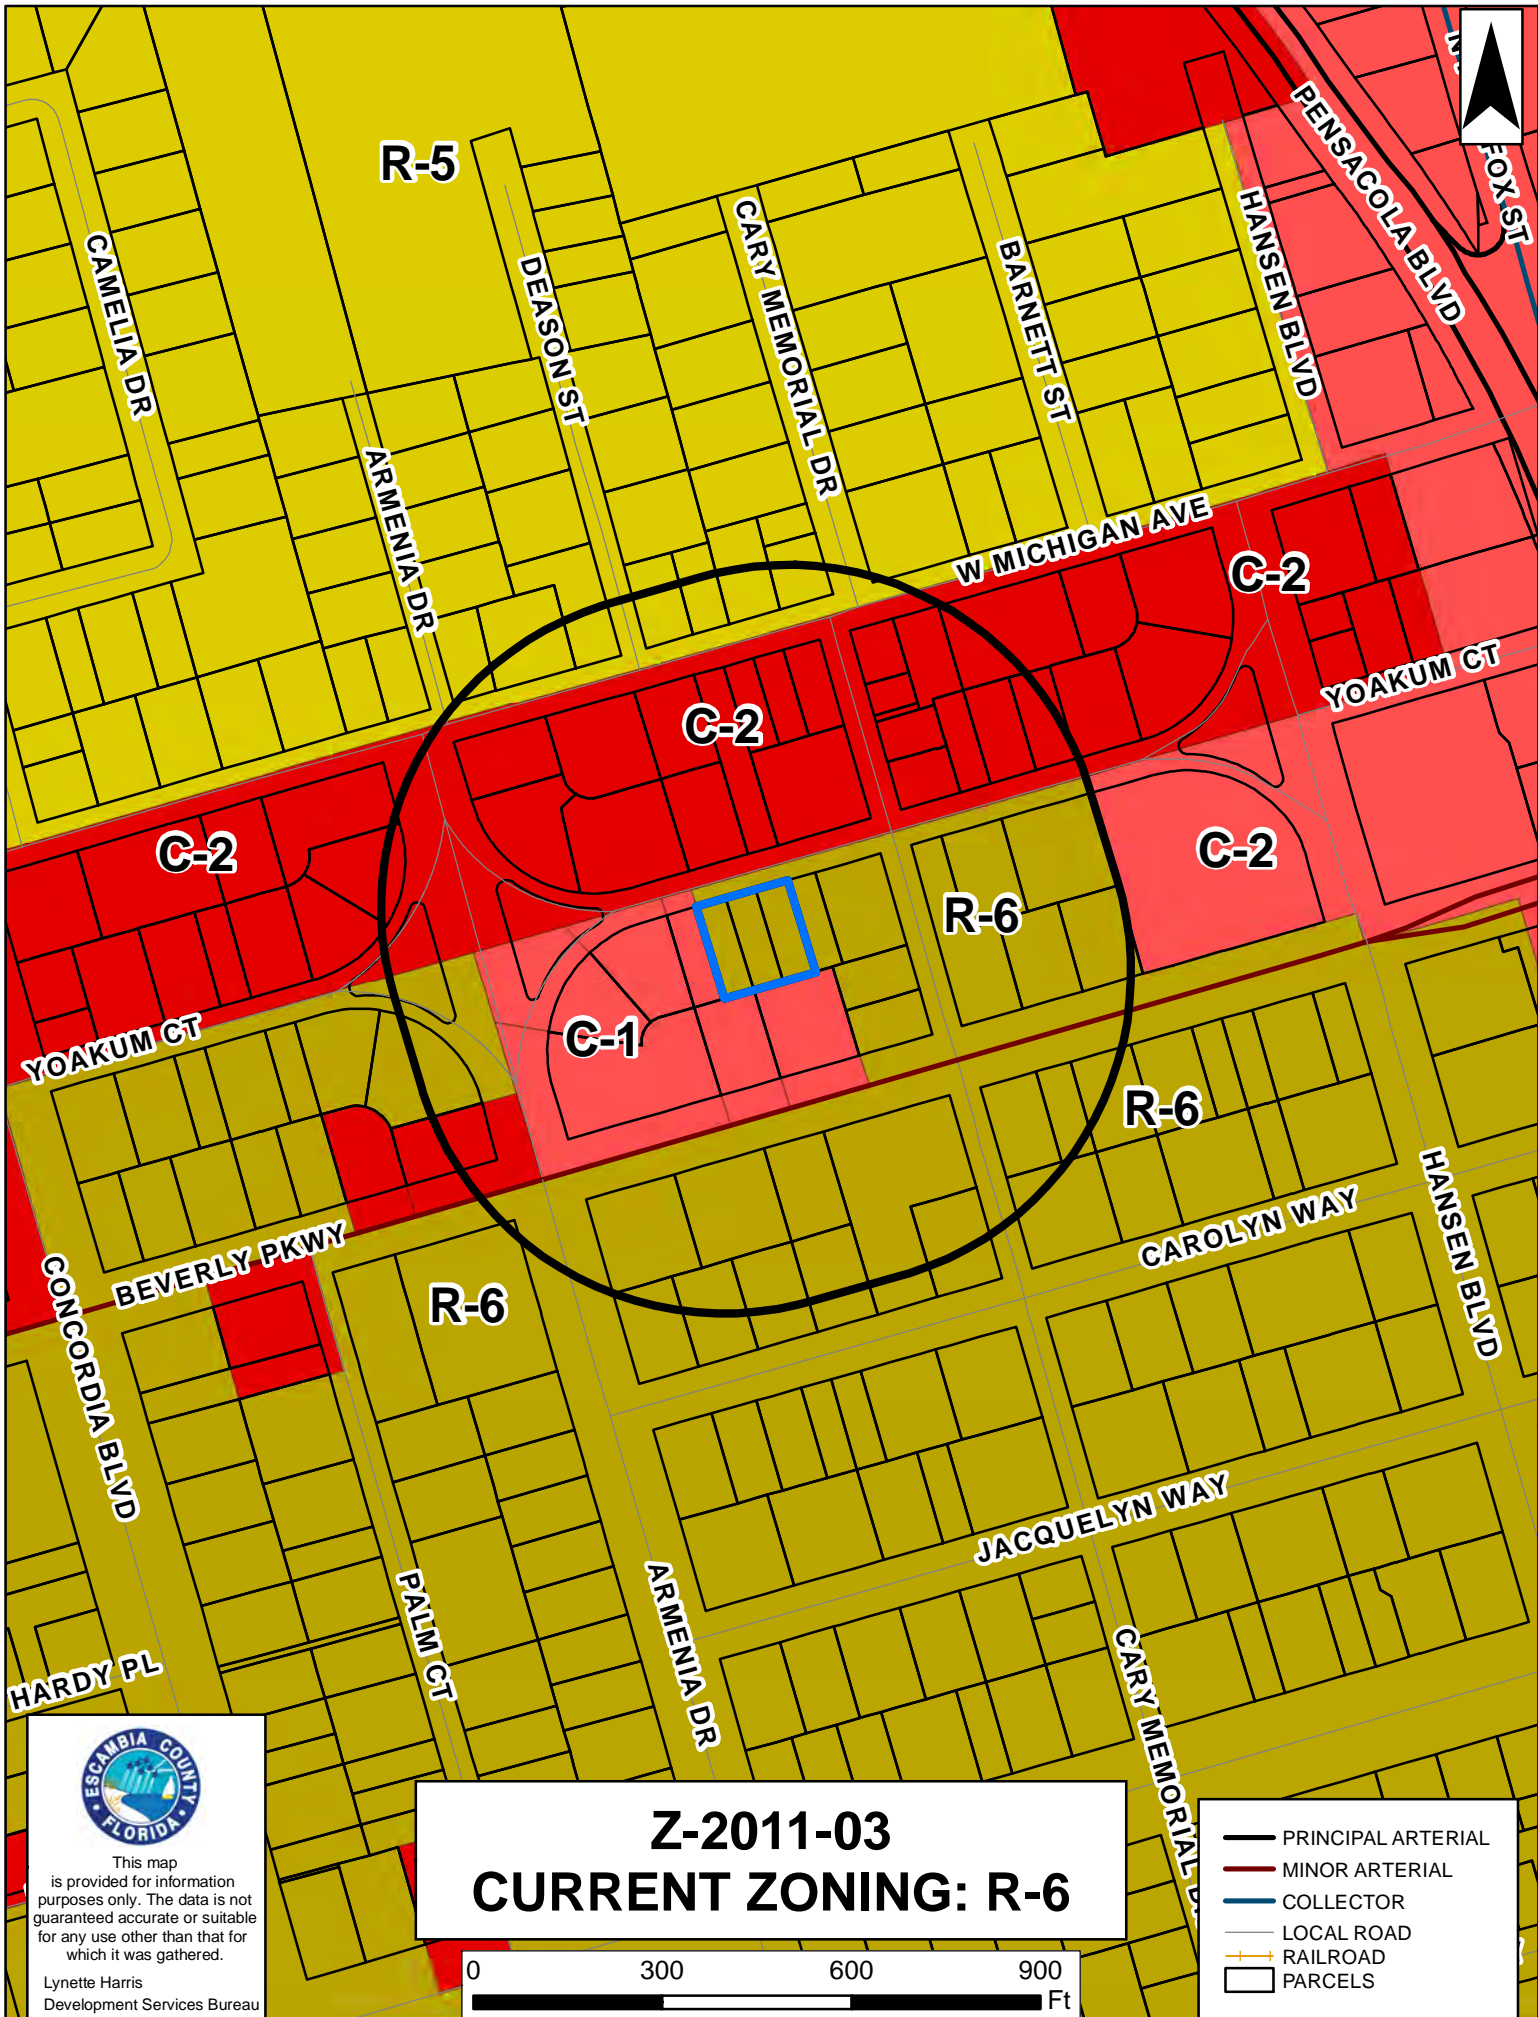 R-5
CAMELIA DR
DEASON ST
CARY MEMORIAL DR
BARNETT ST
HANSEN BLVD
PENSACOLA BLVD
FOX ST
ARMENIA DR
W MICHIGAN AVE
C-2
YOAKUM CT
C-2
C-2
C-2
R-6
YOAKUM CT
C-1
R-6
BEVERLY PKWY
CONCORDIA BLVD
R-6
CAROLYN WAY
HANSEN BLVD
JACQUELYN WAY
PALM CT
ARMENIA DR
CARY MEMORIAL DR
HARDY PL
ESCAMBIA COUNTY
FLORIDA
This map
is provided for information
purposes only. The data is not
guaranteed accurate or suitable
for any use other than that for
which it was gathered.
Lynette Harris
Development Services Bureau
Z-2011-03
CURRENT ZONING: R-6
0 300 600 900
Ft
PRINCIPAL ARTERIAL
MINOR ARTERIAL
COLLECTOR
LOCAL ROAD
RAILROAD
PARCELS